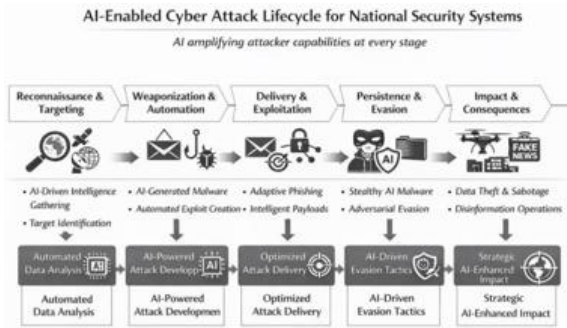 AI-Enabled Cyber Attack Lifecycle for National Security Systems
AI amplifying attacker capabilities at every stage
Reconnaissance &
Targeting
Weaponization &
Automation
Delivery &
Exploitation
Persistence &
Evasion
Impact &
Consequences
AI
FAKE
NEWS
• AI-Driven Intelligence
Gathering
• Target Identification
• AI-Generated Malware
• Automated Exploit Creation
• Adaptive Phishing
• Intelligent Payloads
• Stealthy AI Malware
• Adversarial Evasion
• Data Theft & Sabotage
• Disinformation Operations
Automated
Data Analysis
AI
AI-Powered
Attack Developp
AI
Optimized
Attack Delivery
AI-Driven
Evasion Tactics
Strategic
AI-Enhanced
Impact
Automated
Data Analysis
AI-Powered
Attack Developmen
Optimized
Attack Delivery
AI-Driven
Evasion Tactics
Strategic
AI-Enhanced Impact